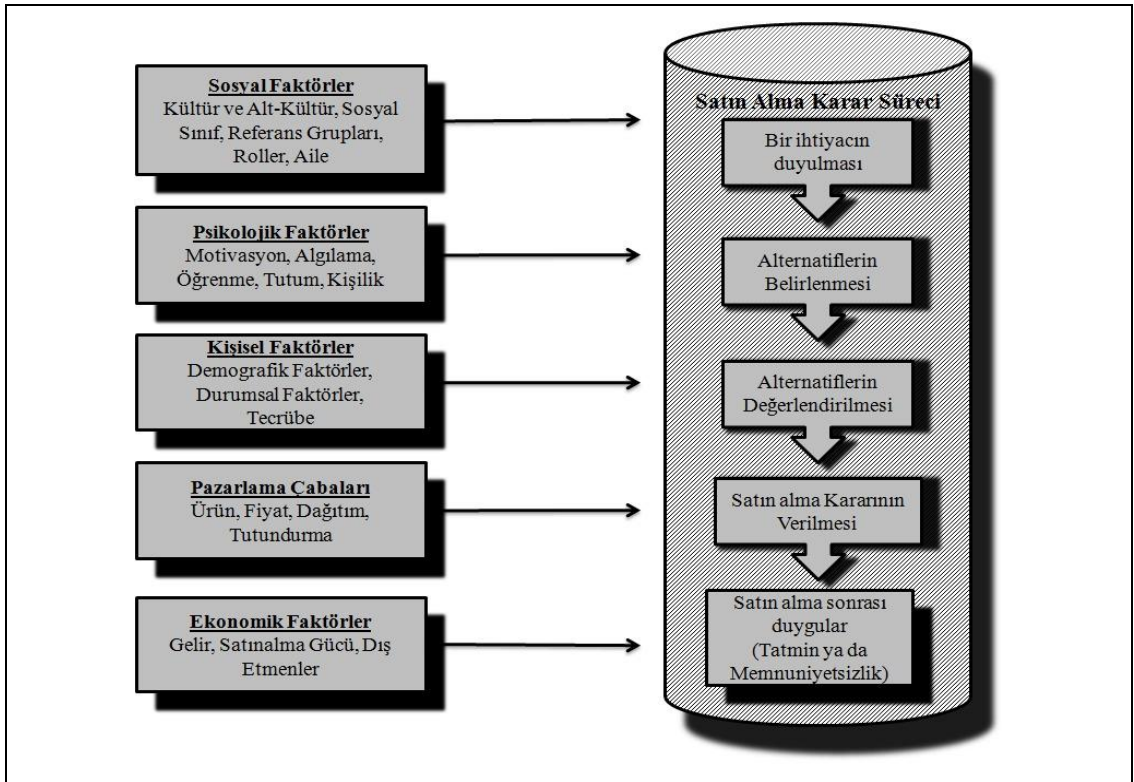 Sosyal Faktörler
Kültür ve Alt-Kültür, Sosyal
Sınıf, Referans Grupları,
Roller, Aile
Psikolojik Faktörler
Motivasyon, Algılama,
Öğrenme, Tutum, Kişilik
Kişisel Faktörler
Demografik Faktörler,
Durumsal Faktörler,
Tecrübe
Pazarlama Çabaları
Ürün, Fiyat, Dağıtım,
Tutundurma
Ekonomik Faktörler
Gelir, Satınalma Gücü, Dış
Etmenler
Satın Alma Karar Süreci
Bir ihtiyacın
duyulması
Alternatiflerin
Belirlenmesi
Alternatiflerin
Değerlendirilmesi
Satın alma Kararının
Verilmesi
Satın alma sonrası
duygular
(Tatmin ya da
Memnuniyetsizlik)